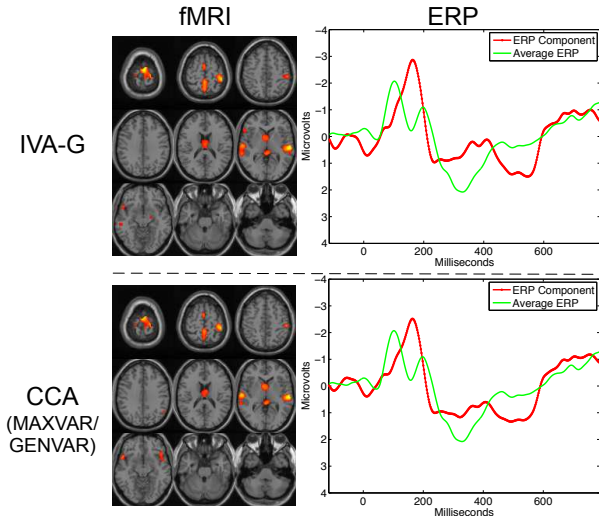 fMRI
ERP
IVA-G
−4
−3
−2
−1
0
1
2
3
4
Microvolts
ERP Component
Average ERP
0
200
400
600
Milliseconds
CCA
(MAXVAR/
GENVAR)
−4
−3
−2
−1
0
1
2
3
4
Microvolts
ERP Component
Average ERP
0
200
400
600
Milliseconds